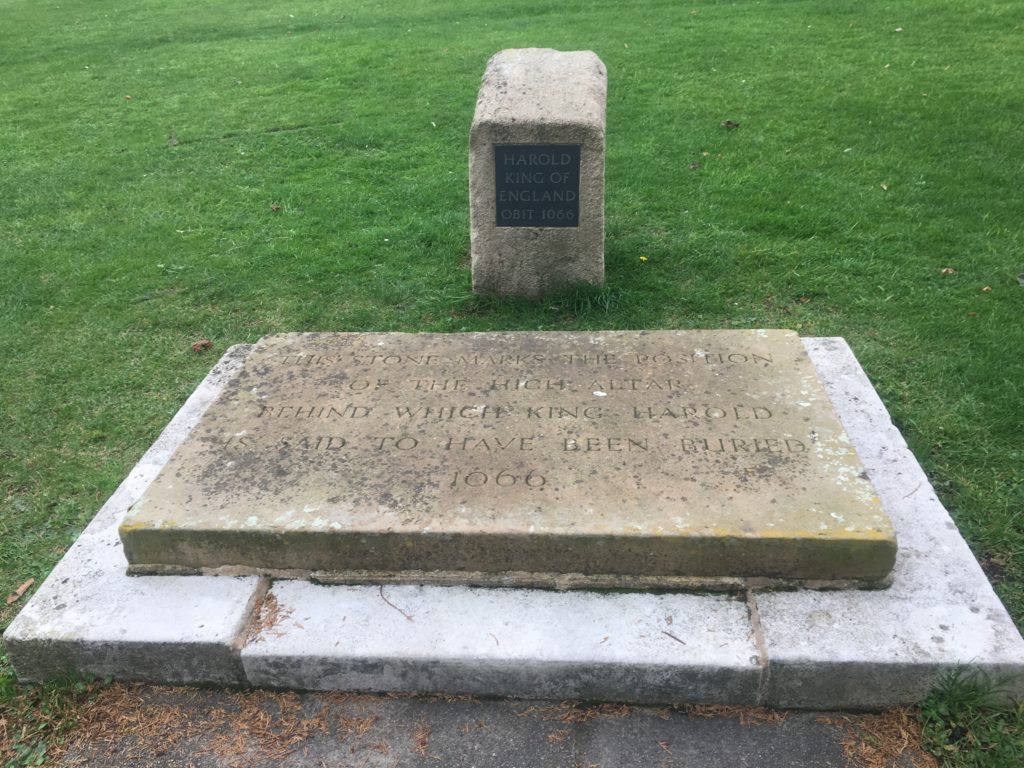 HAROLD
KING OF
ENGLAND
OBIT 1066
THIS STONE MARKS THE POSITION
OF THE HIGH ALTAR
BEHIND WHICH KING HAROLD
IS SAID TO HAVE BEEN BURIED
1066